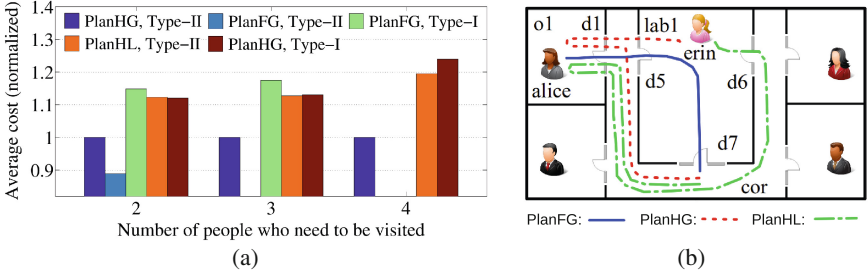 PlanHG, Type-II
PlanFG, Type-II
PlanFG, Type-I
PlanHL, Type-II
PlanHG, Type-I
Average cost (normalized)
1.4
1.3
1.2
1.1
1
0.9
2
3
4
Number of people who need to be visited
(a)
o1
d1
lab1
erin
alice
d5
d6
d7
cor
PlanFG:
PlanHG:
PlanHL:
(b)